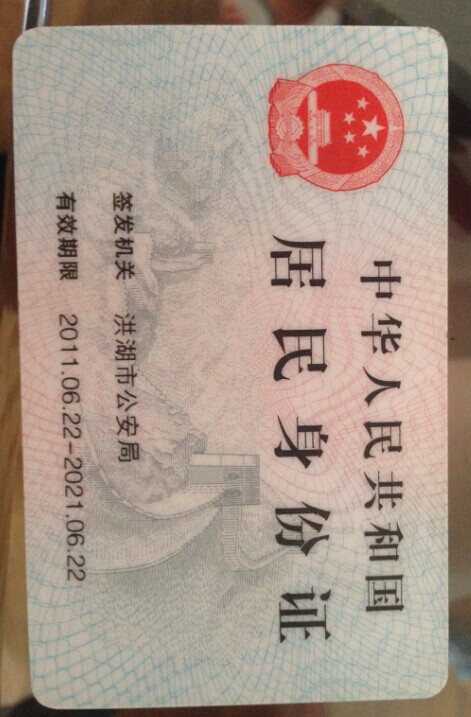 中华人民共和国
居民身份证
签发机关 洪湖市公安局
有效期限 2011.06.22-2021.06.22